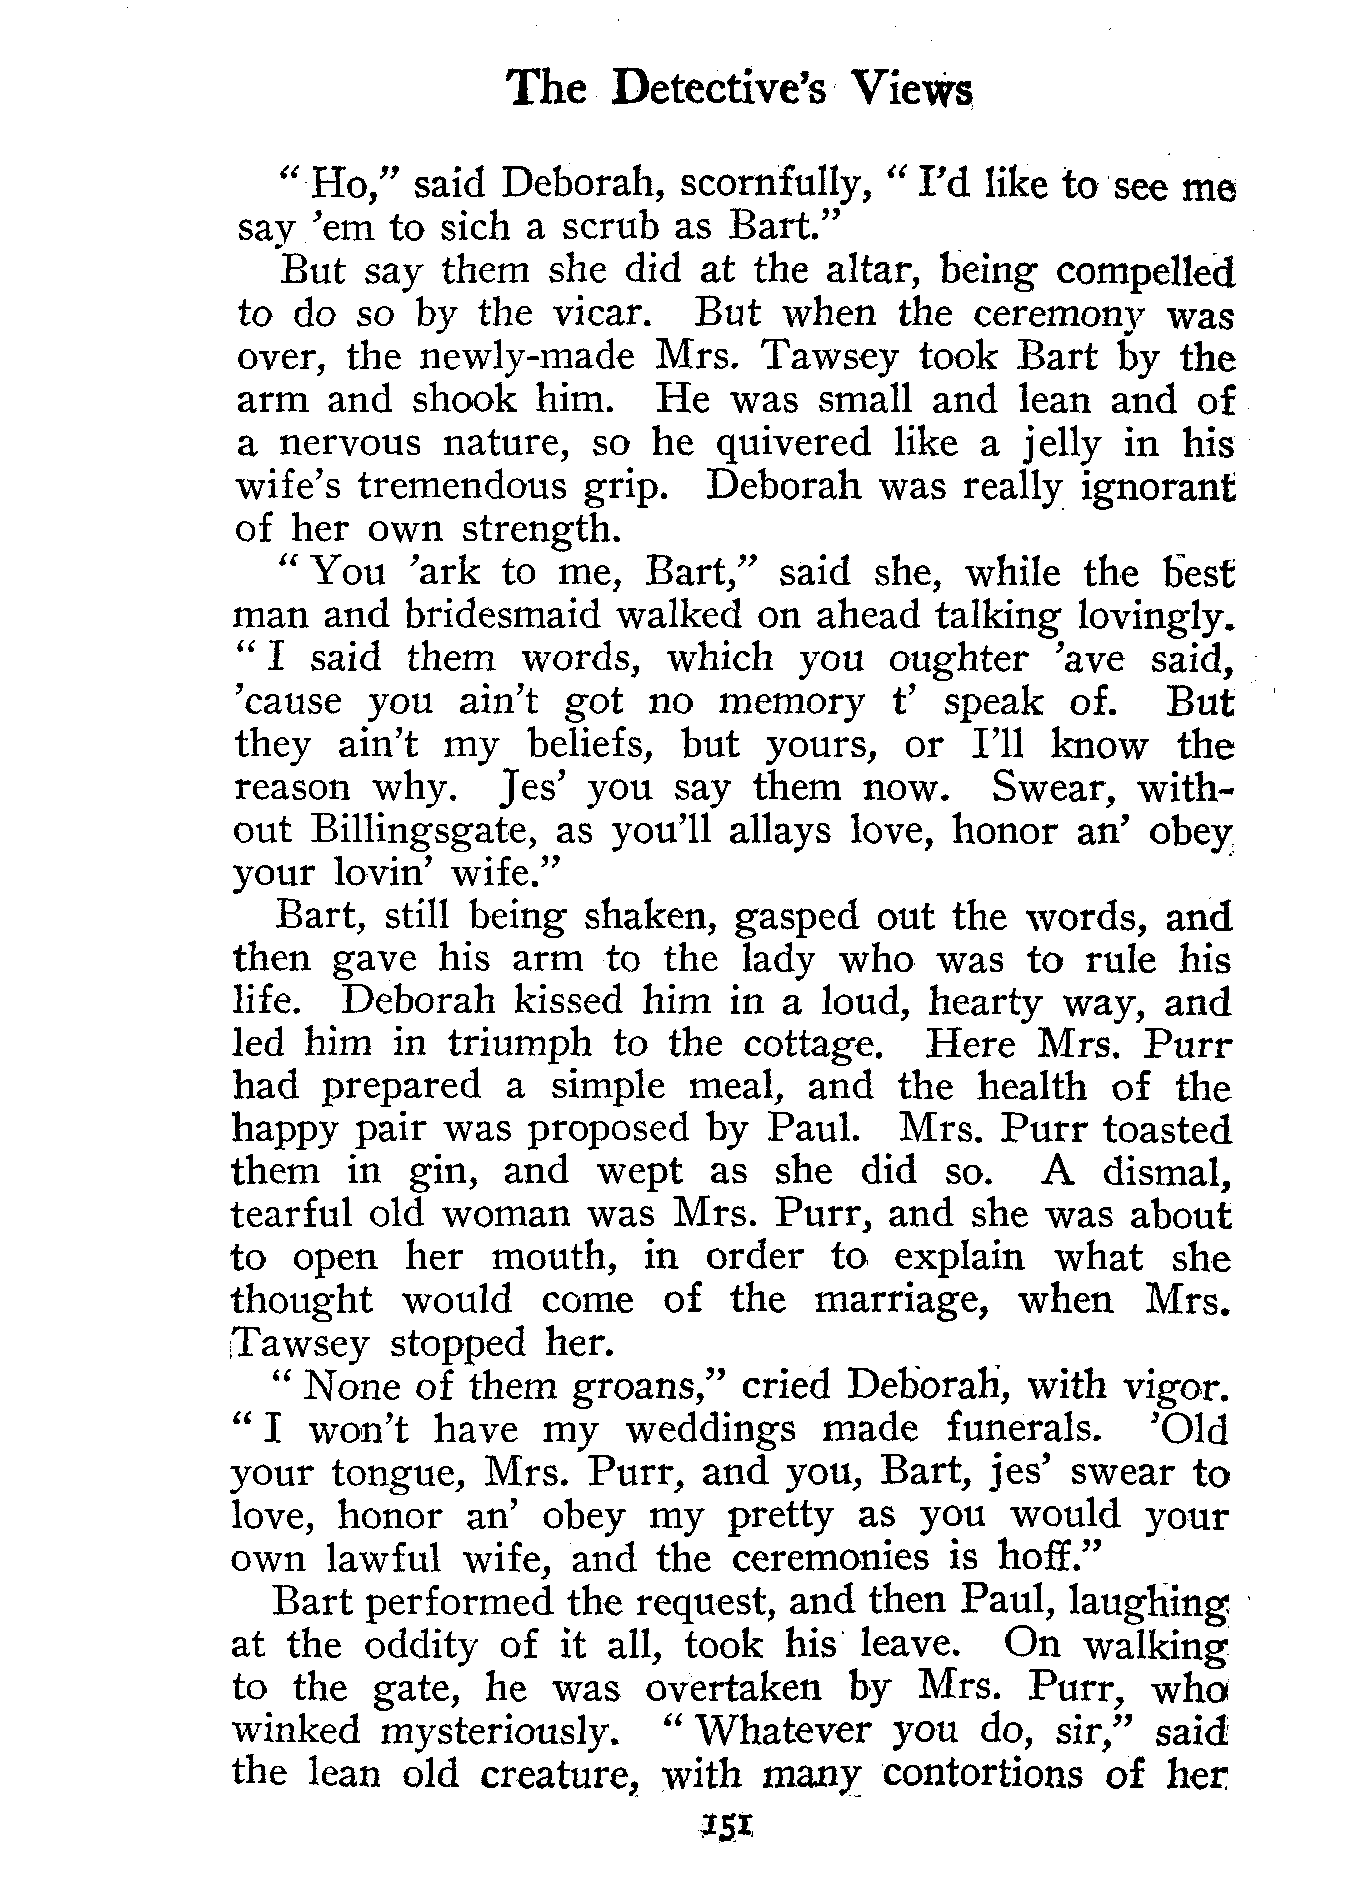 The Detective's Views
“ Ho,” said Deborah, scornfully, “ I'd like to see me
say 'em to sich a scrub as Bart.”
But say them she did at the altar, being compelled
to do so by the vicar. But when the ceremony was
over, the newly-made Mrs. Tawsey took Bart by the
arm and shook him. He was small and lean and of
a nervous nature, so he quivered like a jelly in his
wife's tremendous grip. Deborah was really ignorant
of her own strength.
“ You 'ark to me, Bart,” said she, while the best
man and bridesmaid walked on ahead talking lovingly.
“ I said them words, which you oughter 'ave said,
'cause you ain't got no memory t' speak of. But
they ain't my beliefs, but yours, or I'll know the
reason why. Jes' you say them now. Swear, with-
out Billingsgate, as you'll allays love, honor an' obey
your lovin' wife.”
Bart, still being shaken, gasped out the words, and
then gave his arm to the lady who was to rule his
life. Deborah kissed him in a loud, hearty way, and
led him in triumph to the cottage. Here Mrs. Purr
had prepared a simple meal, and the health of the
happy pair was proposed by Paul. Mrs. Purr toasted
them in gin, and wept as she did so. A dismal,
tearful old woman was Mrs. Purr, and she was about
to open her mouth, in order to explain what she
thought would come of the marriage, when Mrs.
Tawsey stopped her.
“ None of them groans,” cried Deborah, with vigor.
“ I won't have my weddings made funerals. 'Old
your tongue, Mrs. Purr, and you, Bart, jes' swear to
love, honor an' obey my pretty as you would your
own lawful wife, and the ceremonies is hoff.”
Bart performed the request, and then Paul, laughing
at the oddity of it all, took his leave. On walking
to the gate, he was overtaken by Mrs. Purr, who
winked mysteriously. “ Whatever you do, sir,” said
the lean old creature, with many contortions of her
151